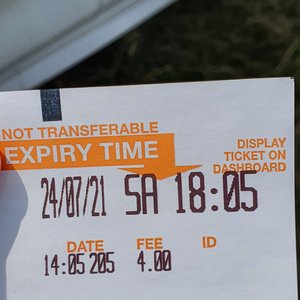 NOT TRANSFERABLE
EXPIRY TIME
DISPLAY
TICKET ON
DASHBOARD
24/07/21 SA 18:05
DATE FEE ID
14:05 205 4.00